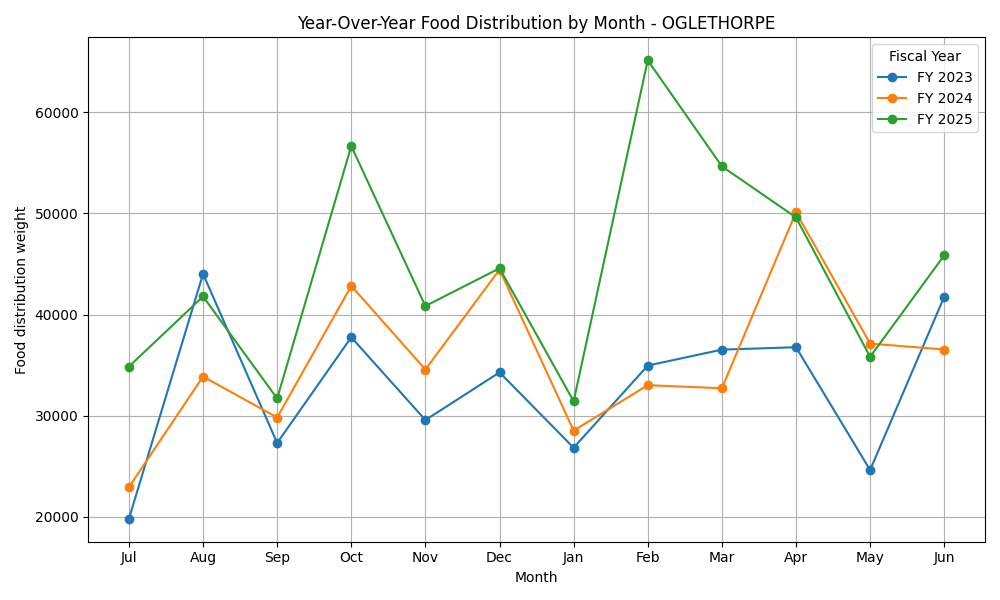 Year-Over-Year Food Distribution by Month - OGLETHORPE
Fiscal Year
FY 2023
FY 2024
FY 2025
Food distribution weight
60000
50000
40000
30000
20000
Jul Aug Sep Oct Nov Dec Jan Feb Mar Apr May Jun
Month